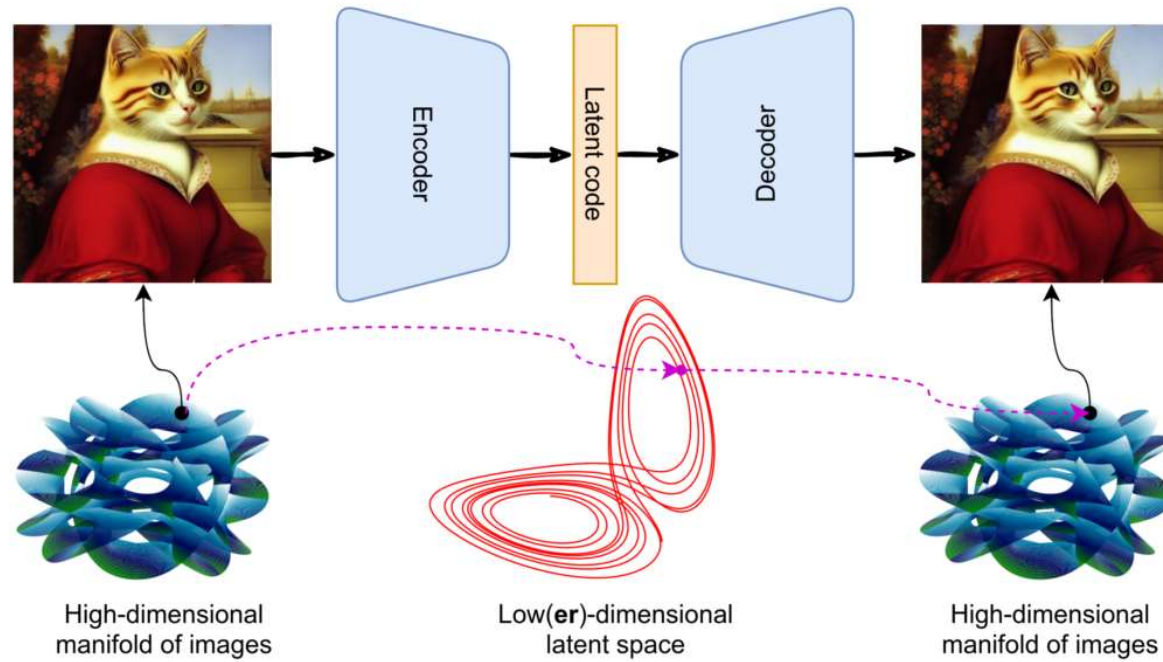 Encoder
Latent code
Decoder
High-dimensional
manifold of images
Low(er)-dimensional
latent space
High-dimensional
manifold of images